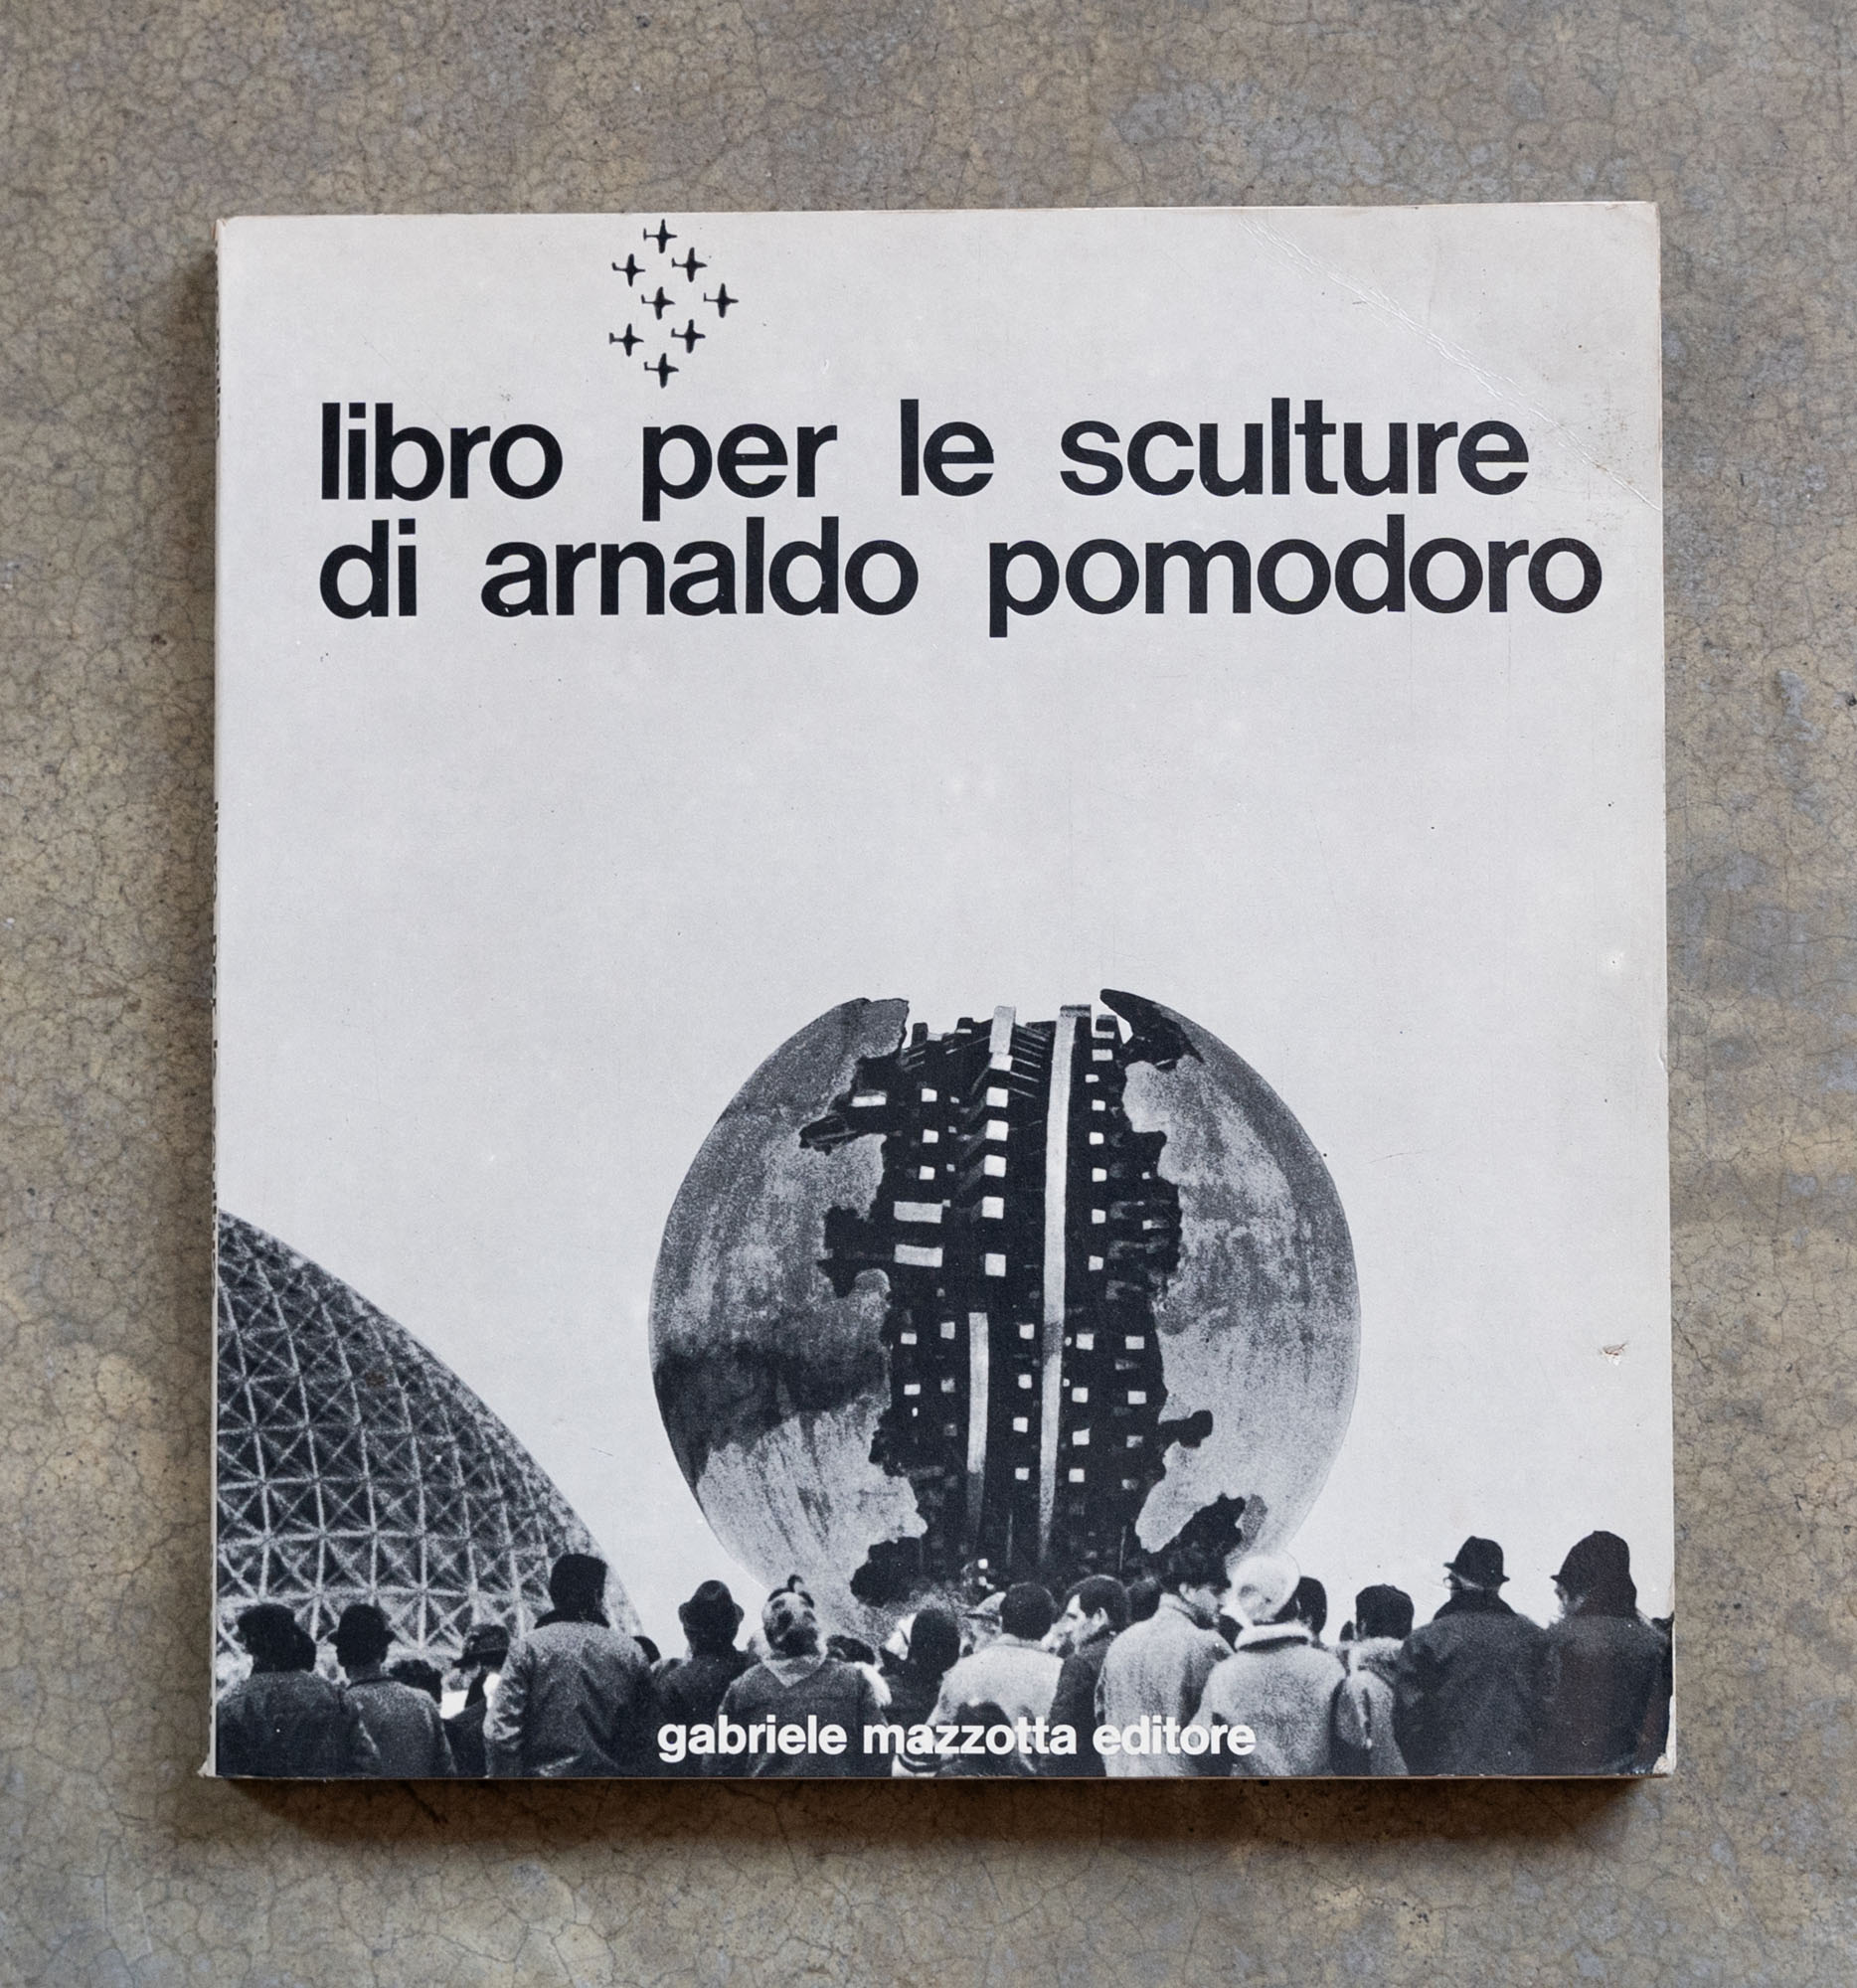 libro per le sculture
di arnaldo pomodoro
gabriele mazzotta editore